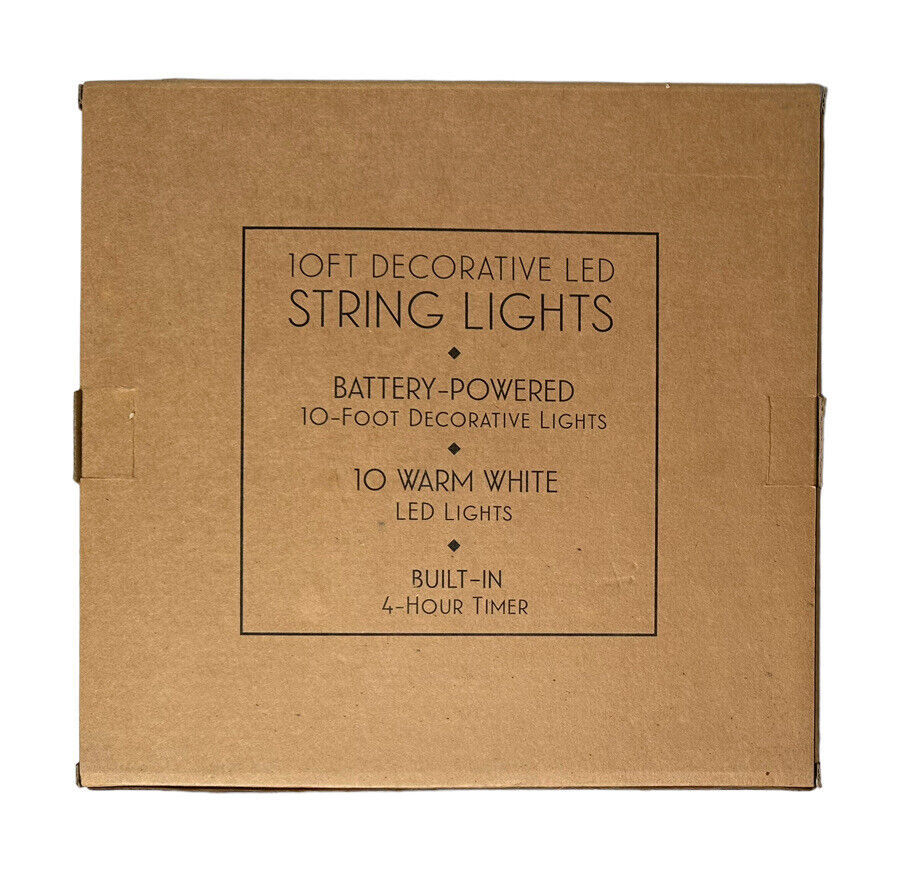 10FT DECORATIVE LED
STRING LIGHTS
BATTERY-POWERED
10-FOOT DECORATIVE LIGHTS
10 WARM WHITE
LED LIGHTS
BUILT-IN
4-HOUR TIMER